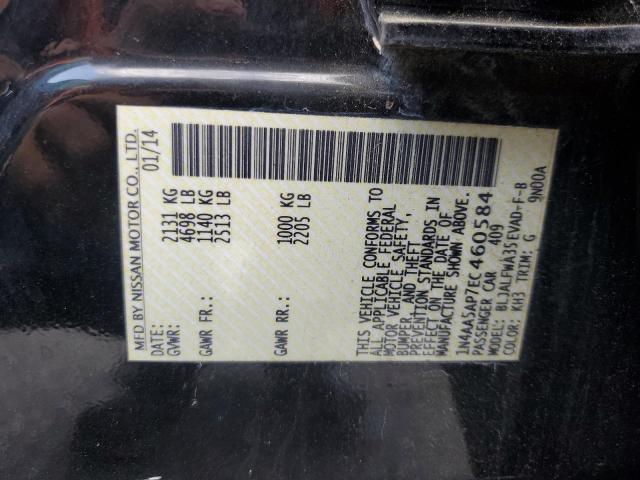 MFD BY NISSAN MOTOR CO., LTD.
DATE: 01/14
GVWR: 2131 KG
4698 LB
GAWR FR: 1140 KG
2513 LB
GAWR RR: 1000 KG
2205 LB
THIS VEHICLE CONFORMS TO
ALL APPLICABLE FEDERAL
MOTOR VEHICLE SAFETY,
BUMPER, AND THEFT
PREVENTION STANDARDS IN
EFFECT ON THE DATE OF
MANUFACTURE SHOWN ABOVE.
1N4AA5AP7EC460584
PASSENGER CAR 409
MODEL: BLJALFWA35EVAD-F-B
COLOR: KH3 TRIM: G 9N00A